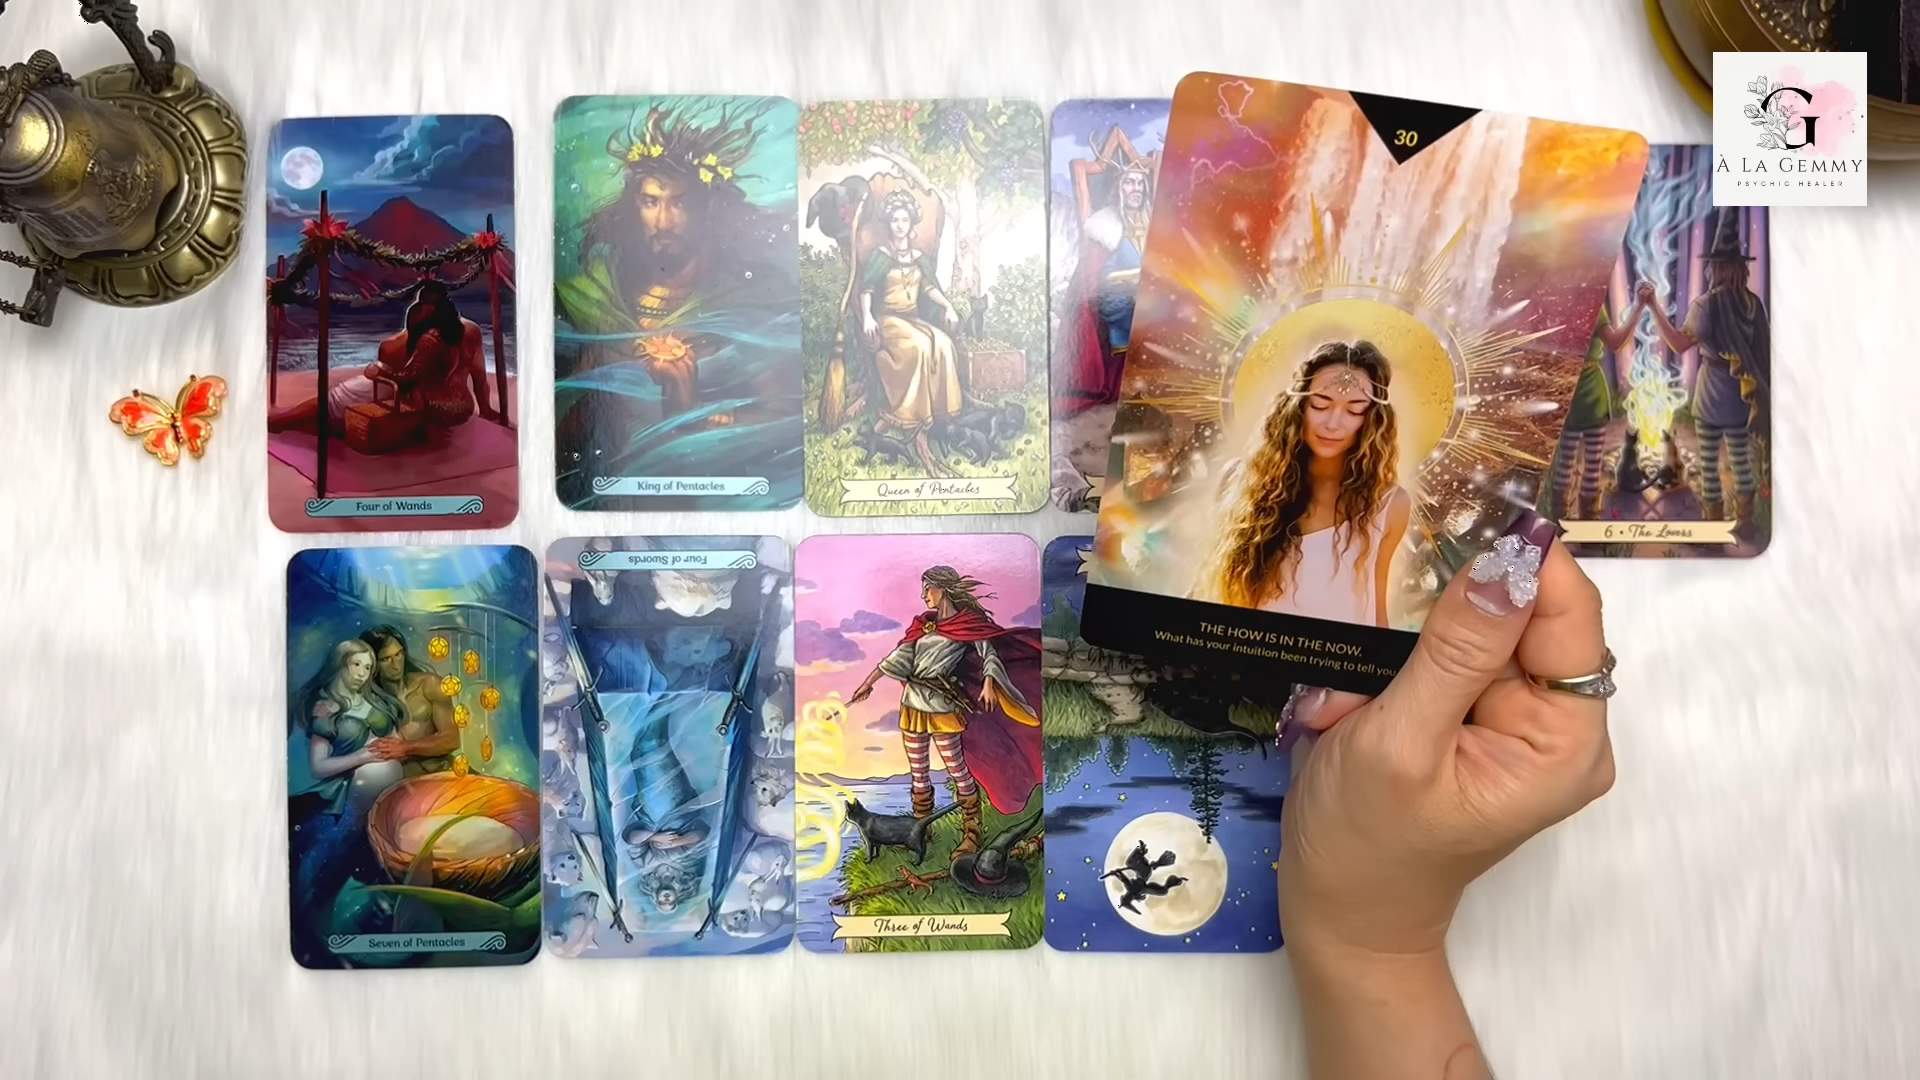 30
G
À LA GEMMY
PSYCHIC HEALER
Four of Wands
King of Pentacles
Queen of Pentacles
6 • The Lovers
THE HOW IS IN THE NOW.
What has your intuition been trying to tell you
Seven of Pentacles
Four of Swords
Three of Wands